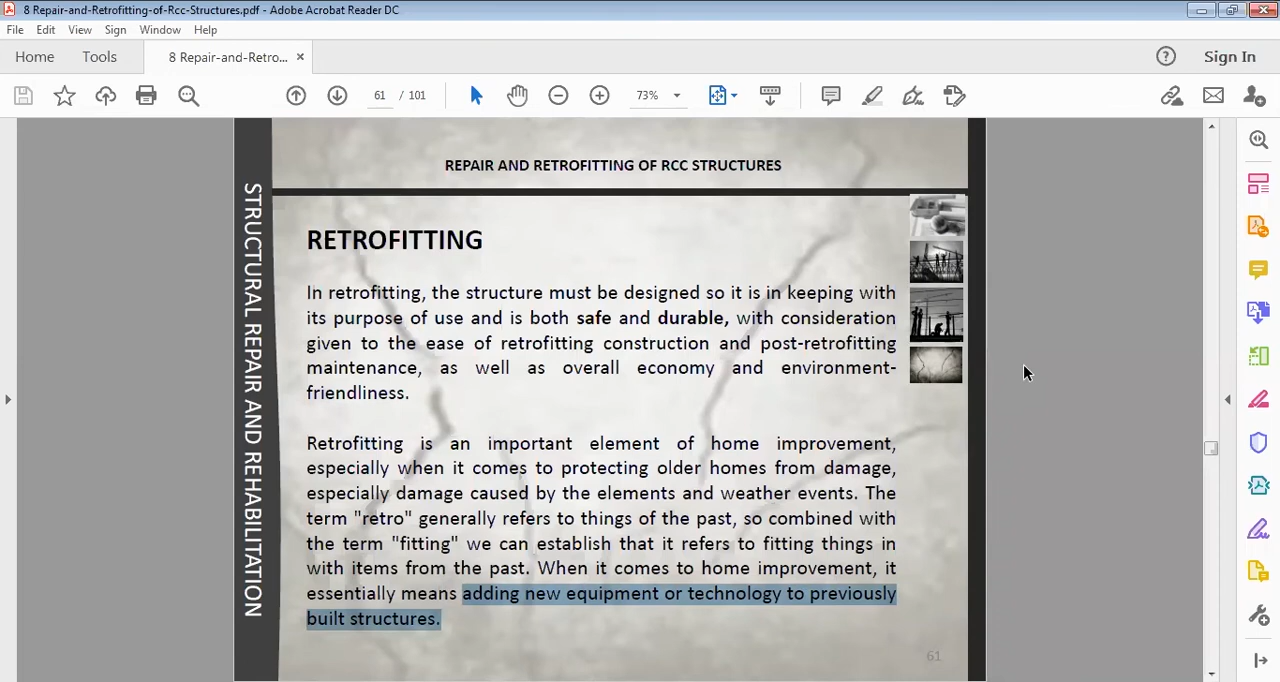 8 Repair-and-Retrofitting-of-Rcc-Structures.pdf - Adobe Acrobat Reader DC
File Edit View Sign Window Help
Home Tools 8 Repair-and-Retro... × Sign In
61 / 101 73%
STRUCTURAL REPAIR AND REHABILITATION
REPAIR AND RETROFITTING OF RCC STRUCTURES
RETROFITTING
In retrofitting, the structure must be designed so it is in keeping with
its purpose of use and is both safe and durable, with consideration
given to the ease of retrofitting construction and post-retrofitting
maintenance, as well as overall economy and environment-
friendliness.
Retrofitting is an important element of home improvement,
especially when it comes to protecting older homes from damage,
especially damage caused by the elements and weather events. The
term "retro" generally refers to things of the past, so combined with
the term "fitting" we can establish that it refers to fitting things in
with items from the past. When it comes to home improvement, it
essentially means adding new equipment or technology to previously
built structures.
61